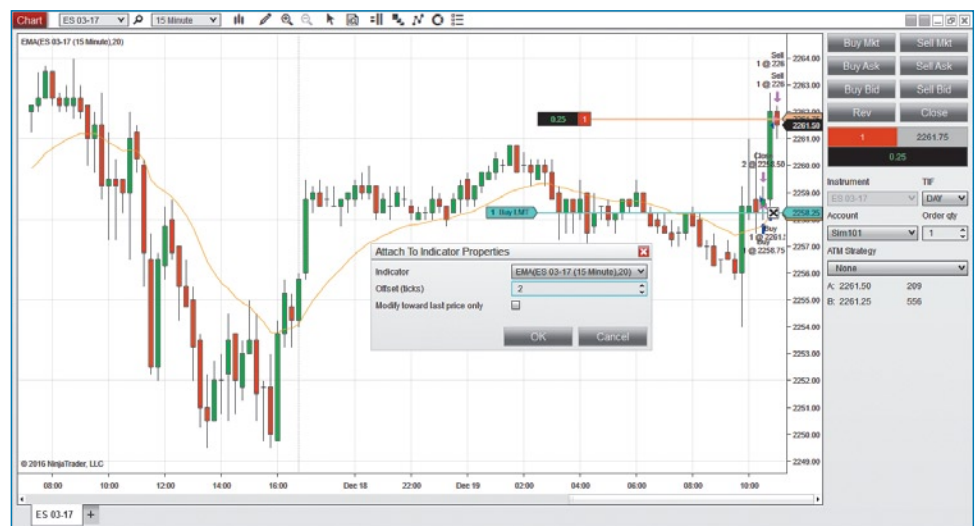 Chart ES 03-17 15 Minute
EMA(ES 03-17 (15 Minute),20)
Sell
1 @ 226
Sell
1 @ 226
0.25 1
2261.50
Close
2 @ 2258.50
1 Buy LMT
2258.25
Buy
1 @ 2261.
Buy
1 @ 2258.75
2264.00
2263.00
2260.00
2259.00
2257.00
2256.00
2255.00
2254.00
2253.00
2252.00
2251.00
2250.00
2249.00
Attach To Indicator Properties
Indicator EMA(ES 03-17 (15 Minute),20)
Offset (ticks) 2
Modify toward last price only
OK Cancel
© 2016 NinjaTrader, LLC
08:00 10:00 12:00 14:00 16:00 Dec 18 22:00 Dec 19 02:00 04:00 06:00 08:00 10:00
ES 03-17 +
Buy Mkt Sell Mkt
Buy Ask Sell Ask
Buy Bid Sell Bid
Rev Close
1 2261.75
0.25
Instrument TIF
ES 03-17 DAY
Account Order qty
Sim101 1
ATM Strategy
None
A: 2261.50 209
B: 2261.25 556